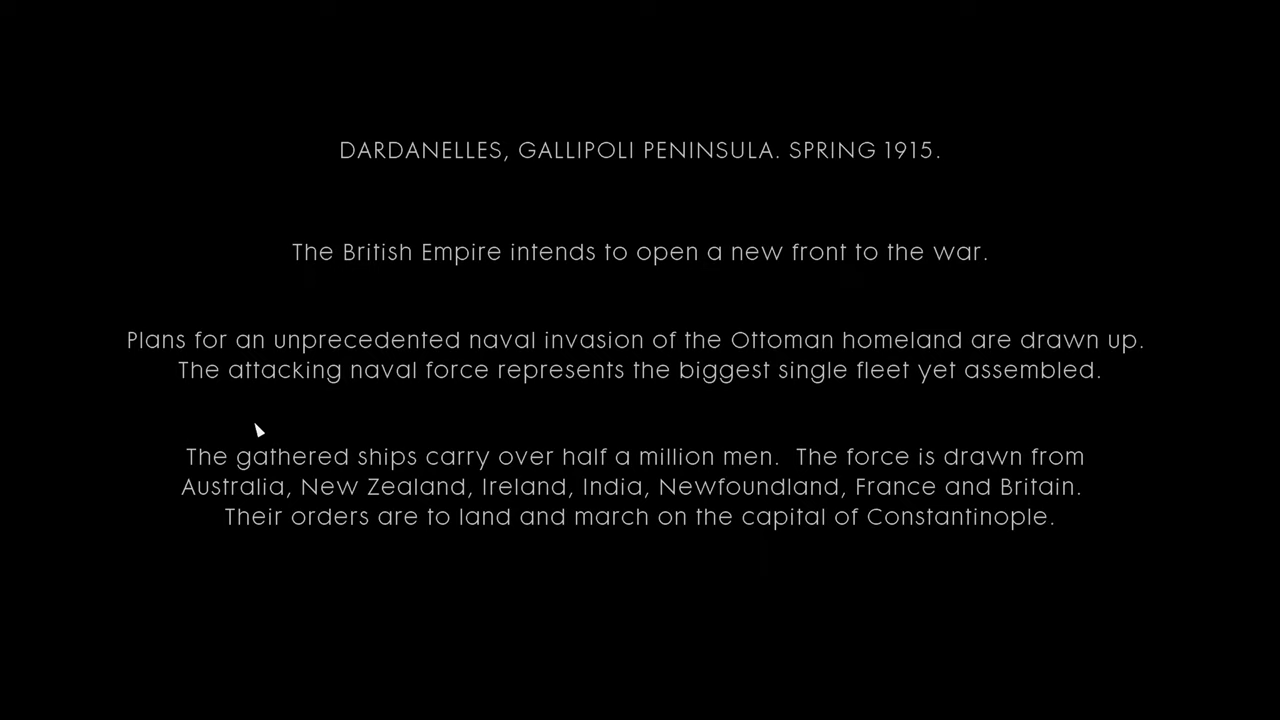 DARDANELLES, GALLIPOLI PENINSULA. SPRING 1915.
The British Empire intends to open a new front to the war.
Plans for an unprecedented naval invasion of the Ottoman homeland are drawn up.
The attacking naval force represents the biggest single fleet yet assembled.
The gathered ships carry over half a million men.  The force is drawn from
Australia, New Zealand, Ireland, India, Newfoundland, France and Britain.
Their orders are to land and march on the capital of Constantinople.